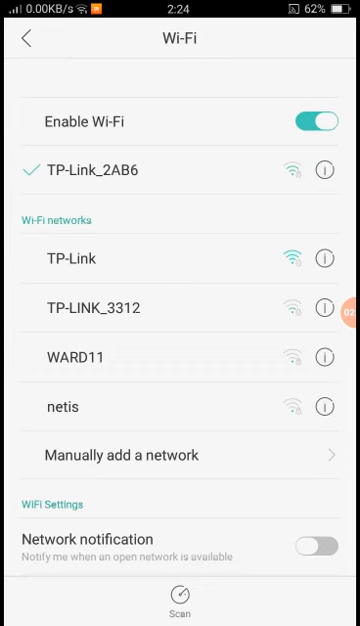 0.00KB/s 2:24 62%
Wi-Fi
Enable Wi-Fi
TP-Link_2AB6
Wi-Fi networks
TP-Link
TP-LINK_3312
WARD11
netis
Manually add a network
WiFi Settings
Network notification
Notify me when an open network is available
Scan